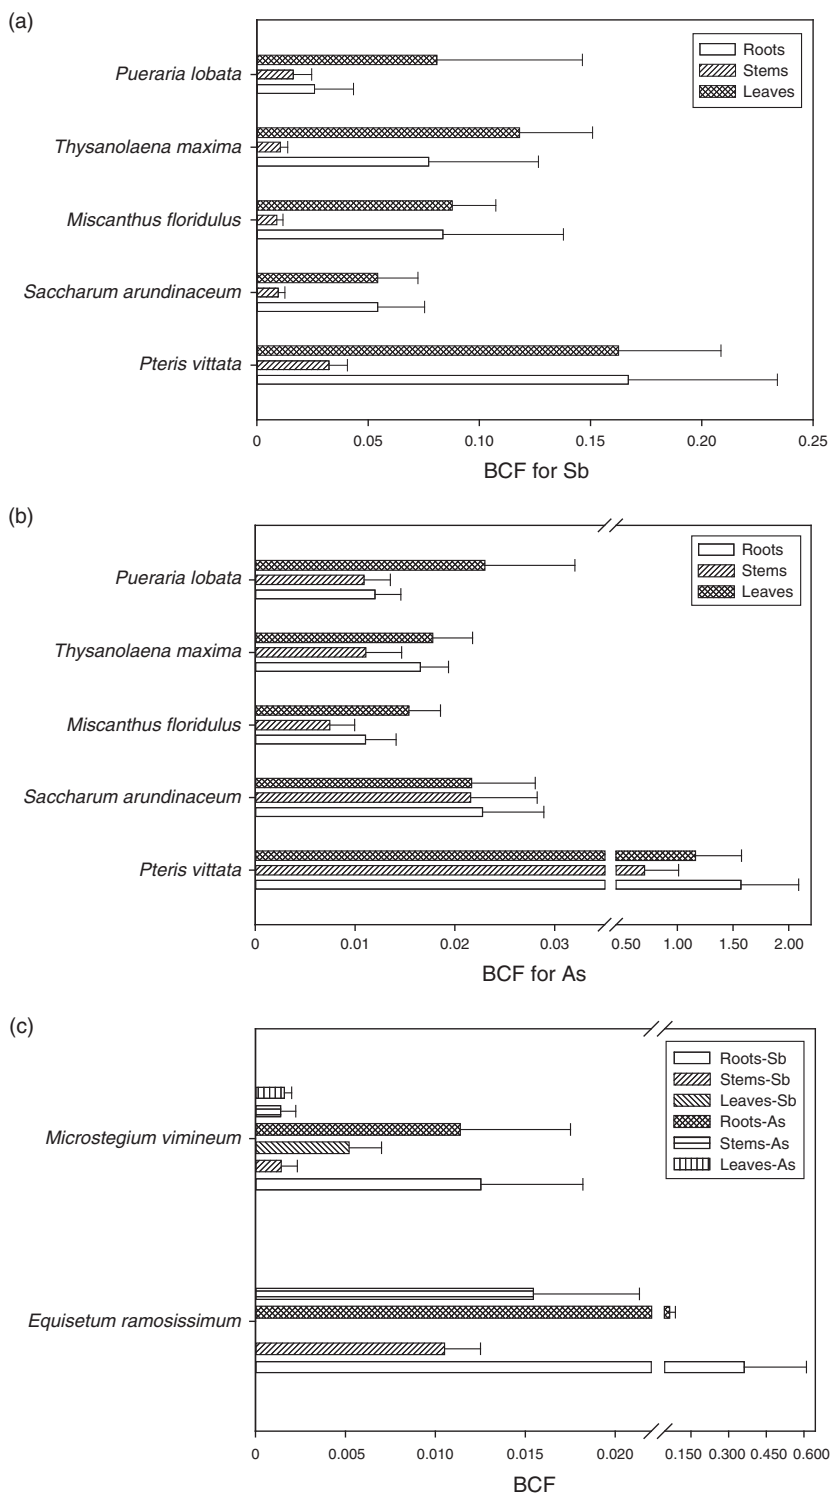 (a)
Roots
Stems
Leaves
Pueraria lobata
Thysanolaena maxima
Miscanthus floridulus
Saccharum arundinaceum
Pteris vittata
0 0.05 0.10 0.15 0.20 0.25
BCF for Sb
(b)
Roots
Stems
Leaves
Pueraria lobata
Thysanolaena maxima
Miscanthus floridulus
Saccharum arundinaceum
Pteris vittata
0 0.01 0.02 0.03 0.50 1.00 1.50 2.00
BCF for As
(c)
Roots-Sb
Stems-Sb
Leaves-Sb
Roots-As
Stems-As
Leaves-As
Microstegium vimineum
Equisetum ramosissimum
0 0.005 0.010 0.015 0.020 0.150 0.300 0.450 0.600
BCF